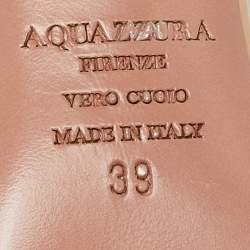 AQUAZZURA
FIRENZE
VERO CUOIO
MADE IN ITALY
39